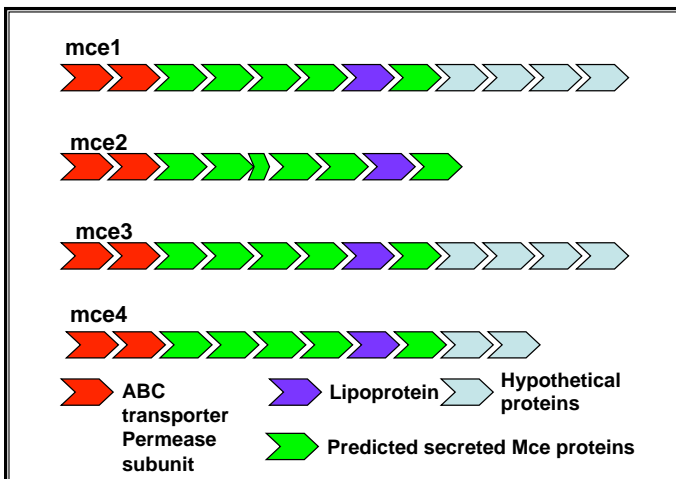 mce1
mce2
mce3
mce4
ABC
transporter
Permease
subunit
Lipoprotein
Hypothetical
proteins
Predicted secreted Mce proteins